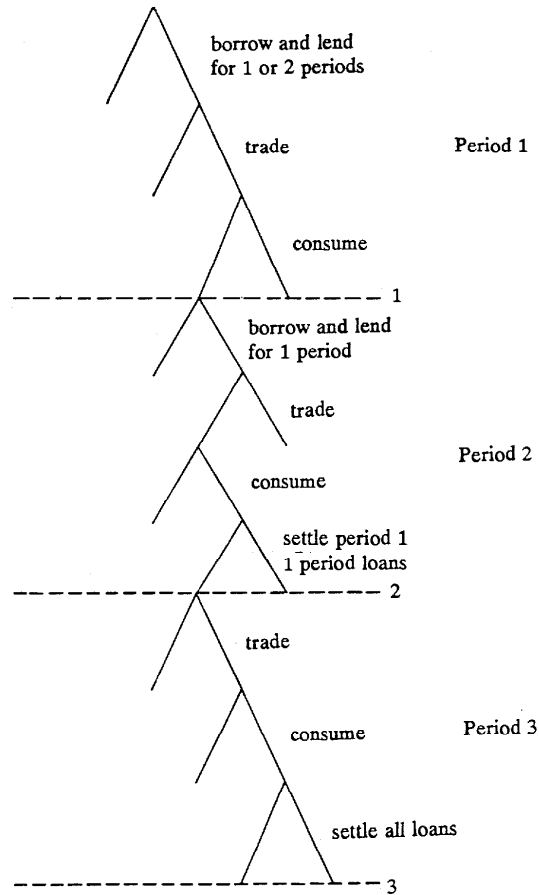 borrow and lend
for 1 or 2 periods
trade
Period 1
consume
1
borrow and lend
for 1 period
trade
Period 2
consume
settle period 1
1 period loans
2
trade
consume
Period 3
settle all loans
3